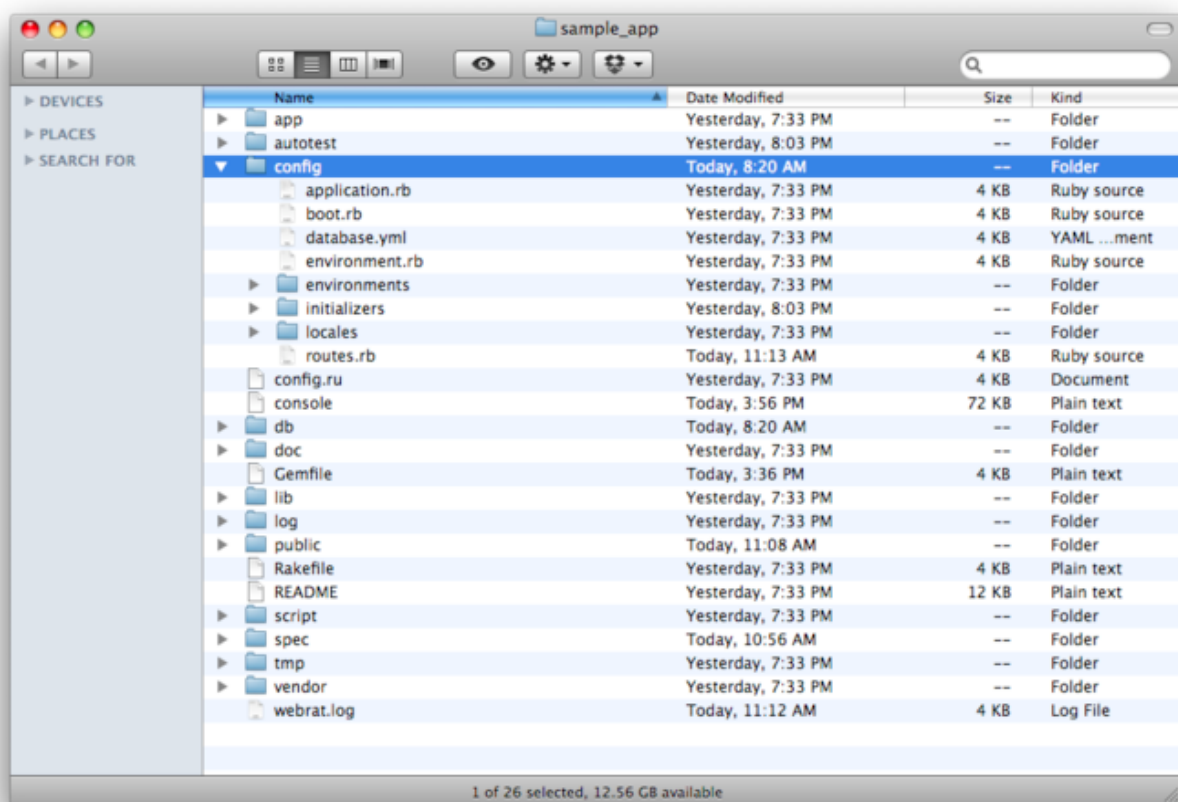 sample_app
DEVICES
PLACES
SEARCH FOR
Name Date Modified Size Kind
app Yesterday, 7:33 PM -- Folder
autotest Yesterday, 8:03 PM -- Folder
config Today, 8:20 AM -- Folder
application.rb Yesterday, 7:33 PM 4 KB Ruby source
boot.rb Yesterday, 7:33 PM 4 KB Ruby source
database.yml Yesterday, 7:33 PM 4 KB YAML ...ment
environment.rb Yesterday, 7:33 PM 4 KB Ruby source
environments Yesterday, 7:33 PM -- Folder
initializers Yesterday, 8:03 PM -- Folder
locales Yesterday, 7:33 PM -- Folder
routes.rb Today, 11:13 AM 4 KB Ruby source
config.ru Yesterday, 7:33 PM 4 KB Document
console Today, 3:56 PM 72 KB Plain text
db Today, 8:20 AM -- Folder
doc Yesterday, 7:33 PM -- Folder
Gemfile Today, 3:36 PM 4 KB Plain text
lib Yesterday, 7:33 PM -- Folder
log Yesterday, 7:33 PM -- Folder
public Today, 11:08 AM -- Folder
Rakefile Yesterday, 7:33 PM 4 KB Plain text
README Yesterday, 7:33 PM 12 KB Plain text
script Yesterday, 7:33 PM -- Folder
spec Today, 10:56 AM -- Folder
tmp Yesterday, 7:33 PM -- Folder
vendor Yesterday, 7:33 PM -- Folder
webrat.log Today, 11:12 AM 4 KB Log File
1 of 26 selected, 12.56 GB available